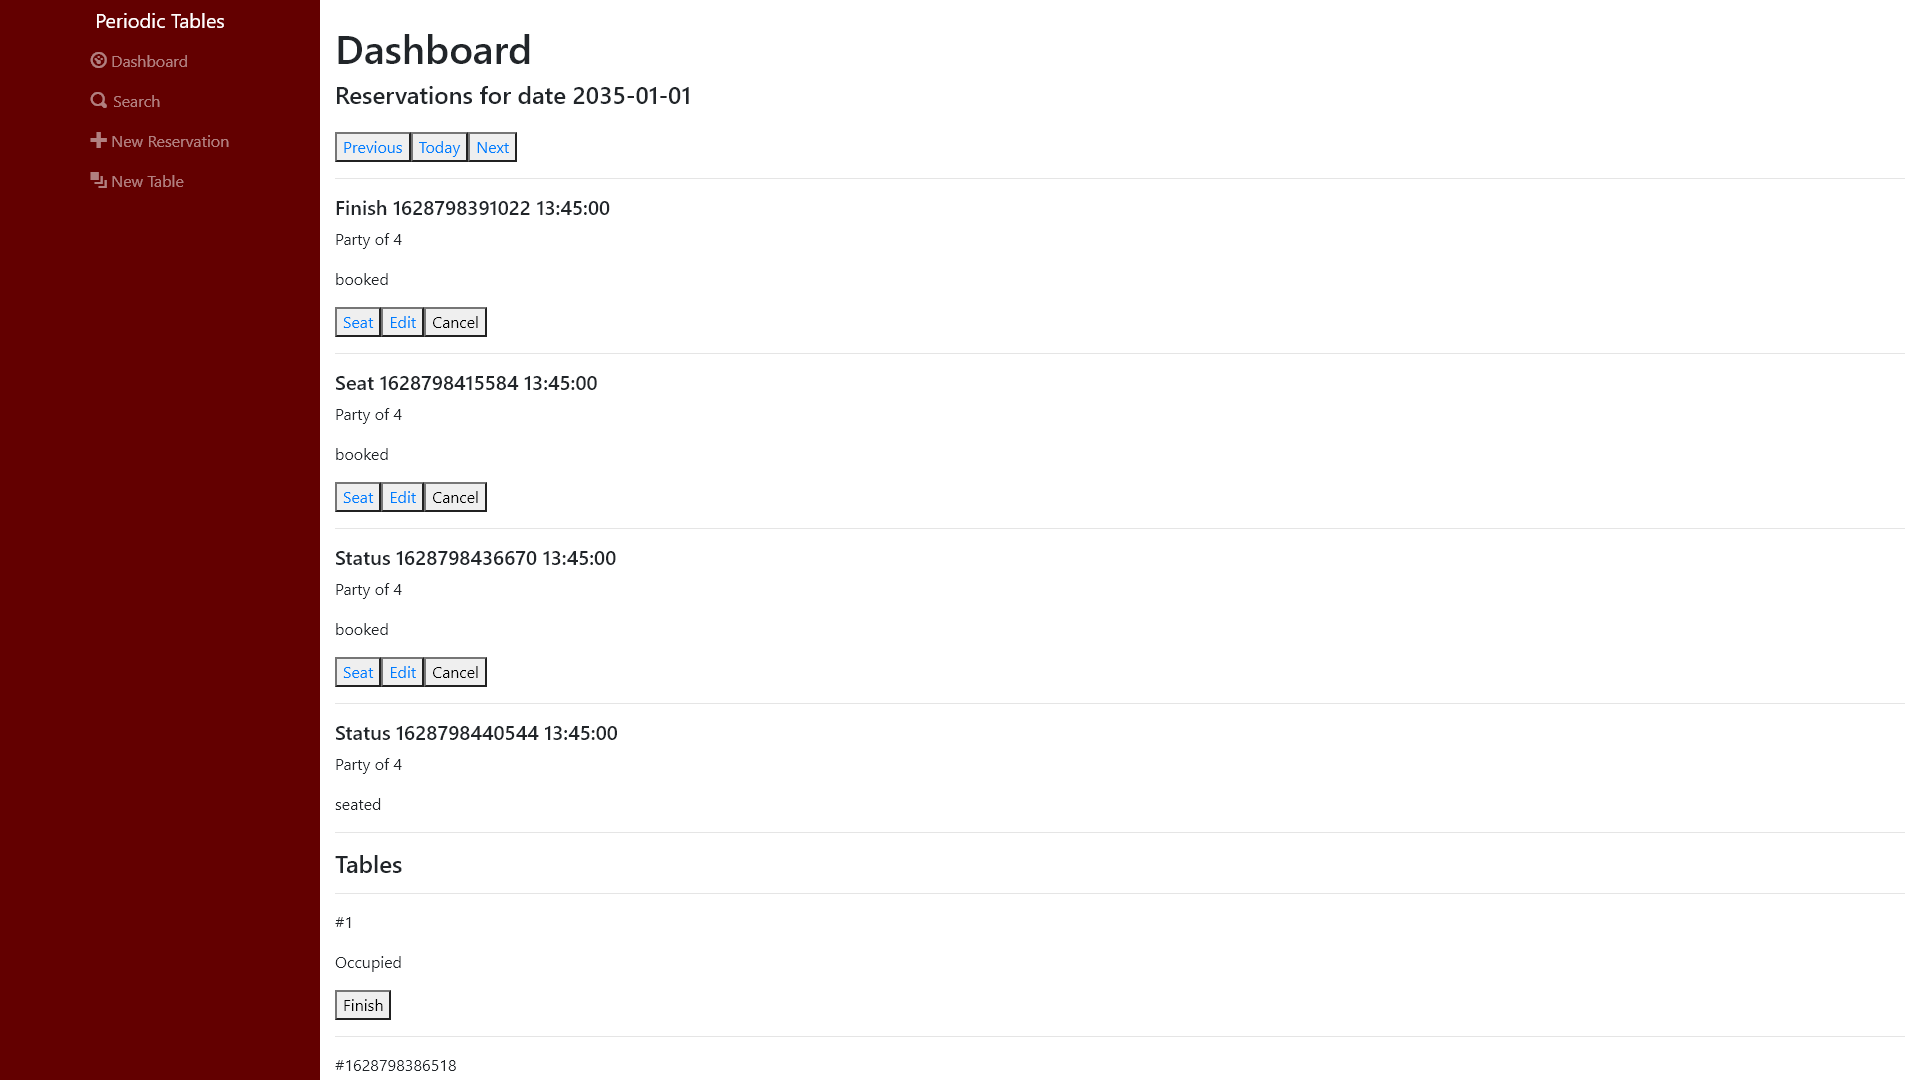 Periodic Tables
Dashboard
Search
New Reservation
New Table
Dashboard
Reservations for date 2035-01-01
Previous Today Next
Finish 1628798391022 13:45:00
Party of 4
booked
Seat Edit Cancel
Seat 1628798415584 13:45:00
Party of 4
booked
Seat Edit Cancel
Status 1628798436670 13:45:00
Party of 4
booked
Seat Edit Cancel
Status 1628798440544 13:45:00
Party of 4
seated
Tables
#1
Occupied
Finish
#1628798386518